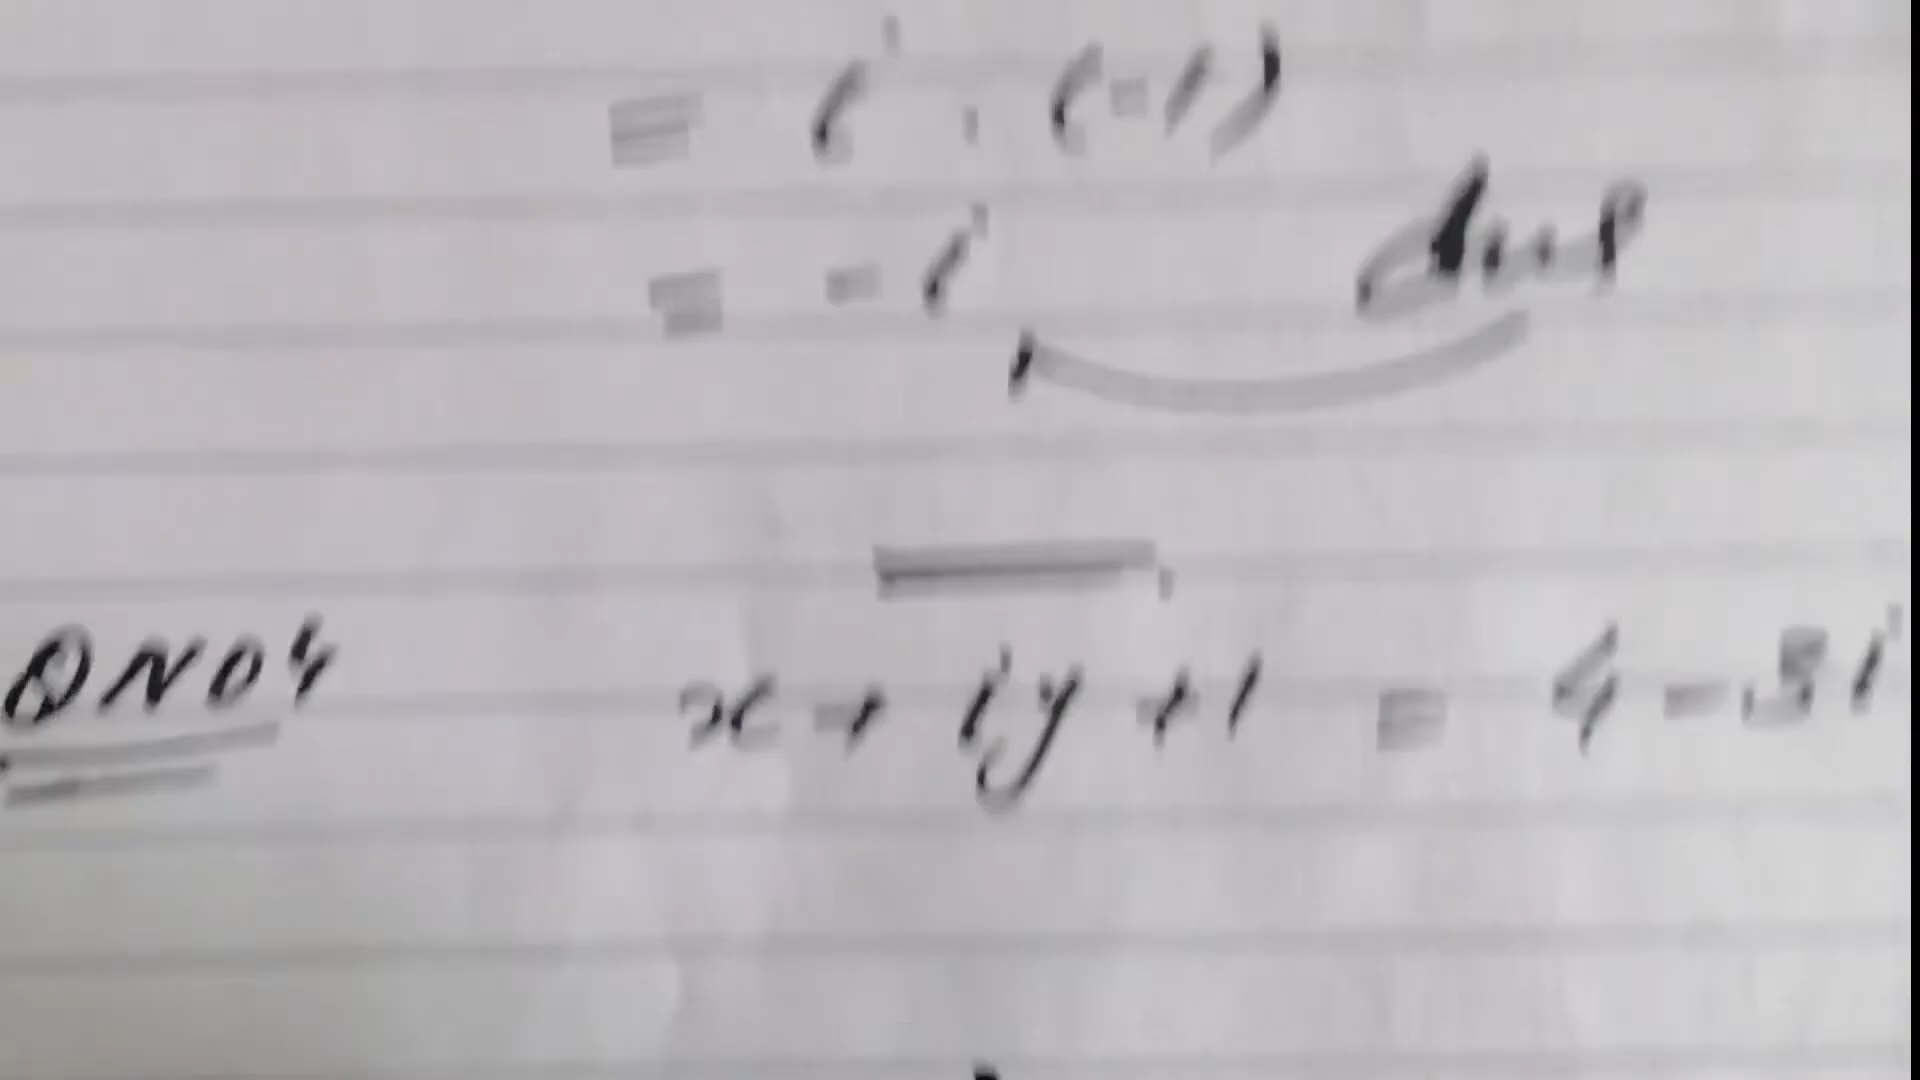 = i . (-1)
= - i Ans
Q NO 4 x + iy + 1 = 4 - 3i